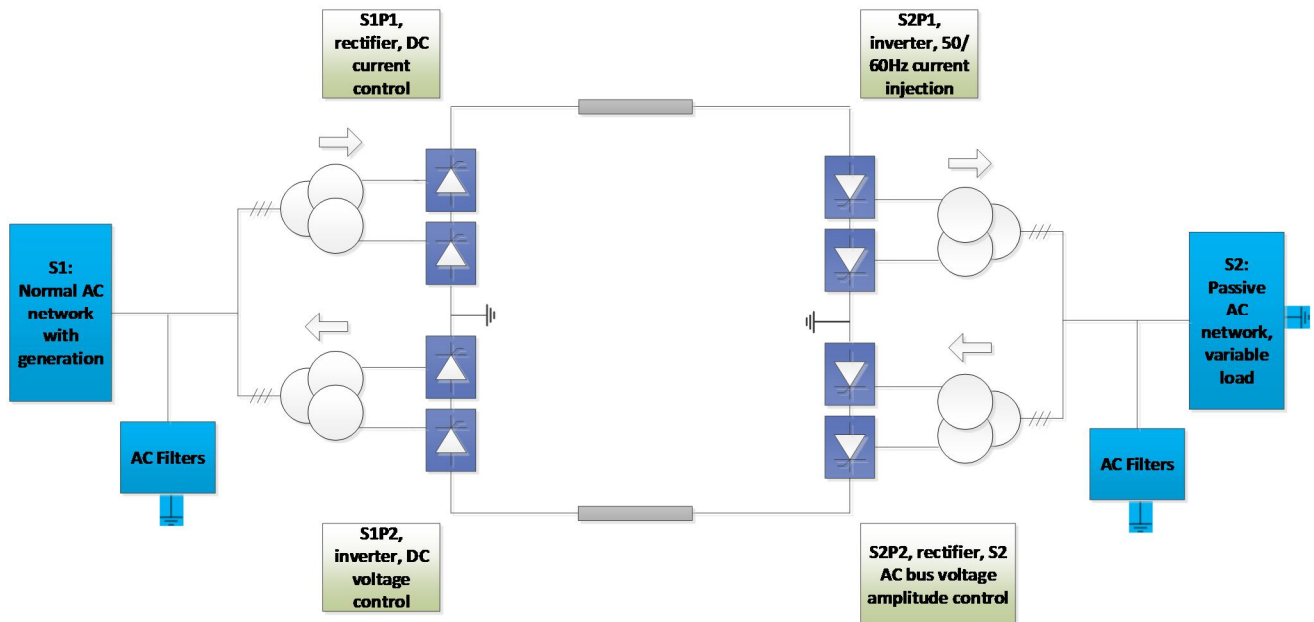 S1P1,
rectifier, DC
current
control
S2P1,
inverter, 50/
60Hz current
injection
S1:
Normal AC
network
with
generation
AC Filters
S2:
Passive
AC
network,
variable
load
AC Filters
S1P2,
inverter, DC
voltage
control
S2P2, rectifier, S2
AC bus voltage
amplitude control